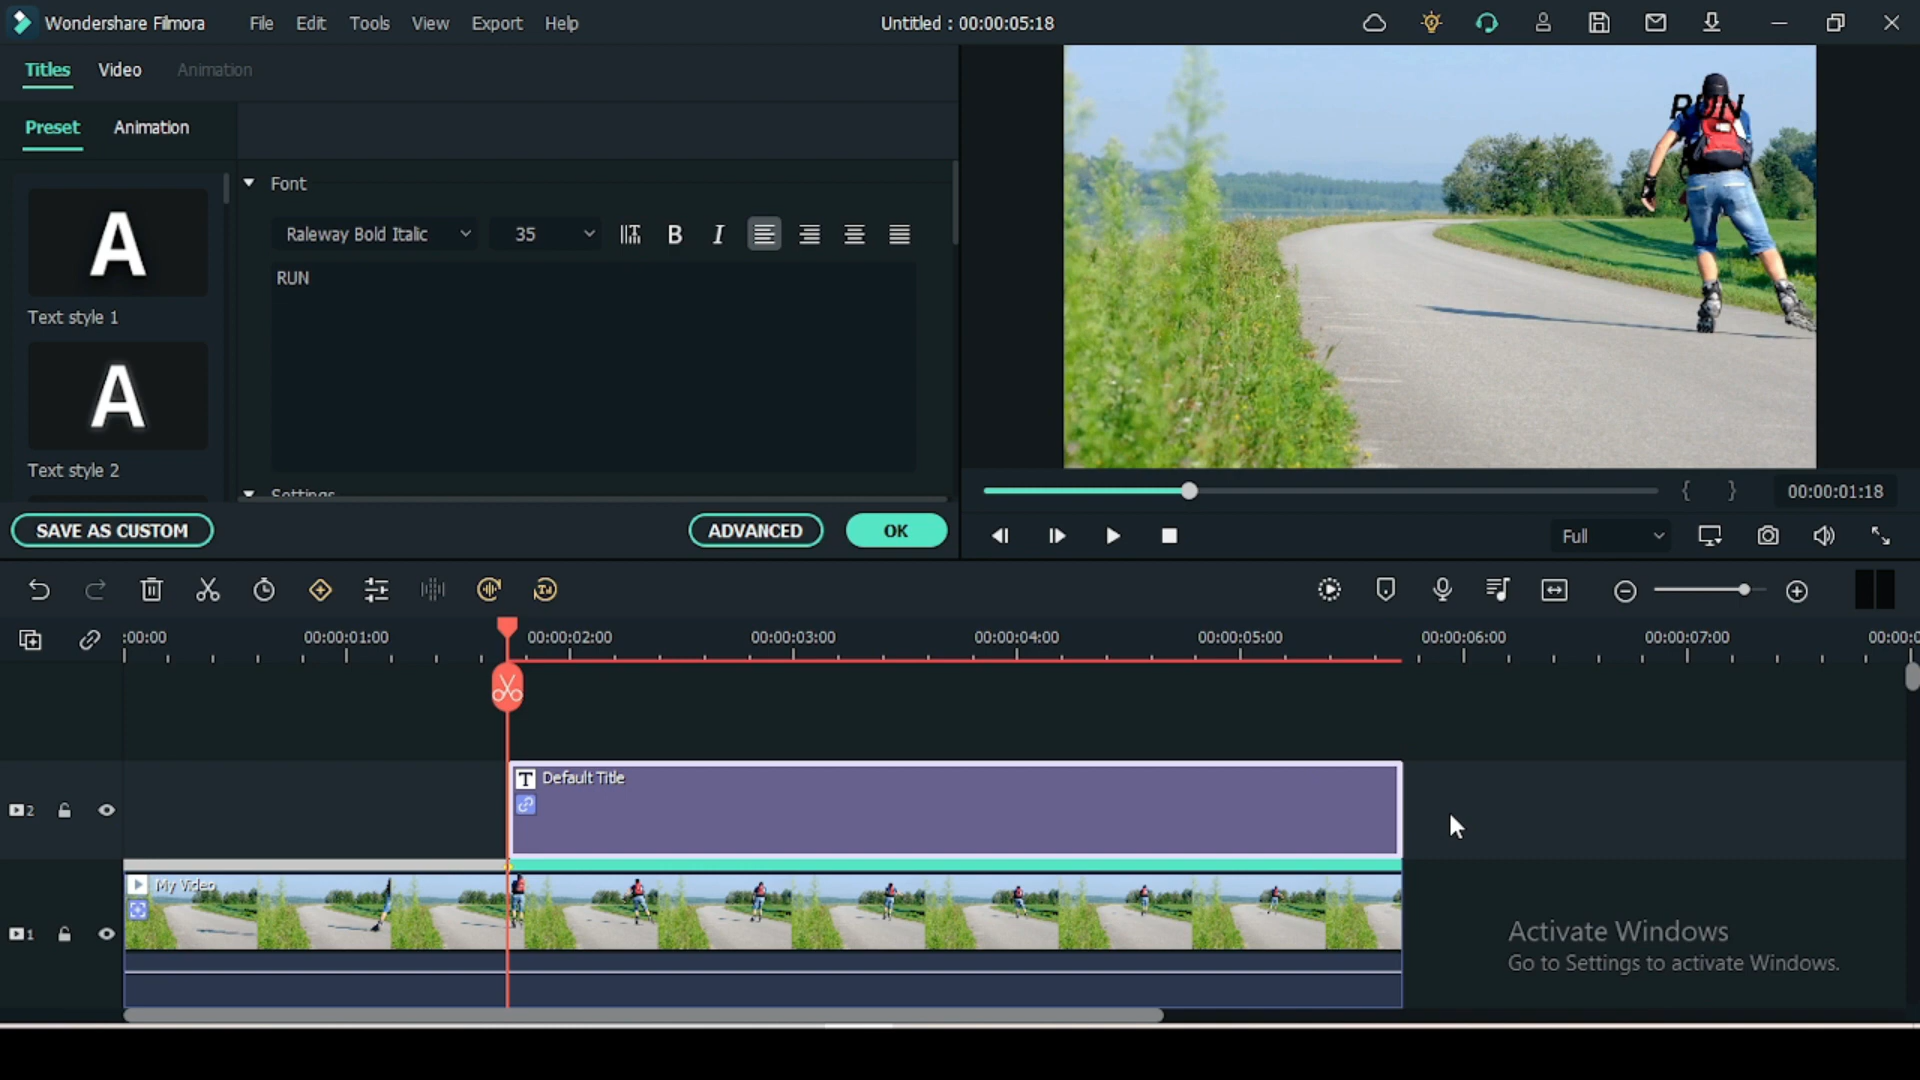 Wondershare Filmora File Edit Tools View Export Help Untitled : 00:00:05:18
Titles Video Animation
Preset Animation
Font
Raleway Bold Italic 35
RUN
A
Text style 1
A
Text style 2
Settings
SAVE AS CUSTOM ADVANCED OK
RUN
00:00:01:18
Full
:00:00 00:00:01:00 00:00:02:00 00:00:03:00 00:00:04:00 00:00:05:00 00:00:06:00 00:00:07:00 00:00:0
T Default Title
2
My Video
1
Activate Windows
Go to Settings to activate Windows.